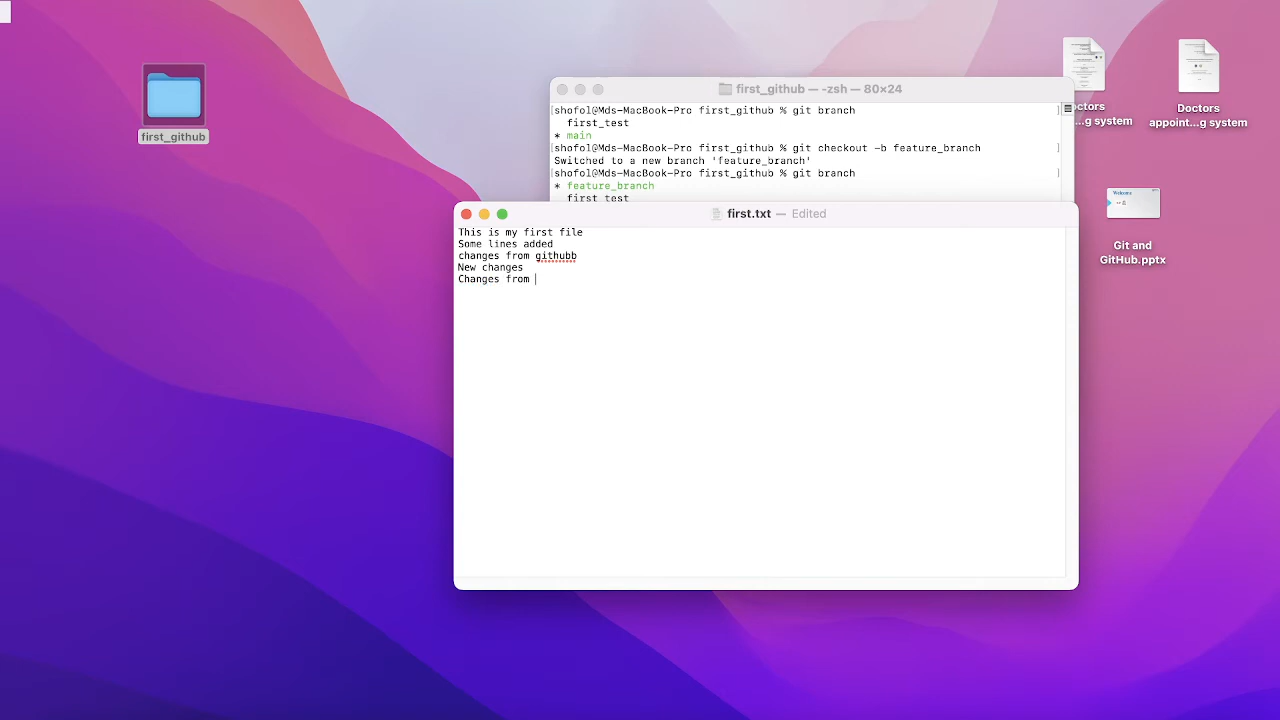 first_github
first_github — -zsh — 80×24
[shofol@Mds-MacBook-Pro first_github % git branch ]
first_test
* main
[shofol@Mds-MacBook-Pro first_github % git checkout -b feature_branch ]
Switched to a new branch 'feature_branch'
[shofol@Mds-MacBook-Pro first_github % git branch ]
* feature_branch
first_test
first.txt — Edited
This is my first file
Some lines added
changes from githubb
New changes
Changes from
ctors
...g system
Doctors
appoint...g system
Welcome
Git and
GitHub.pptx